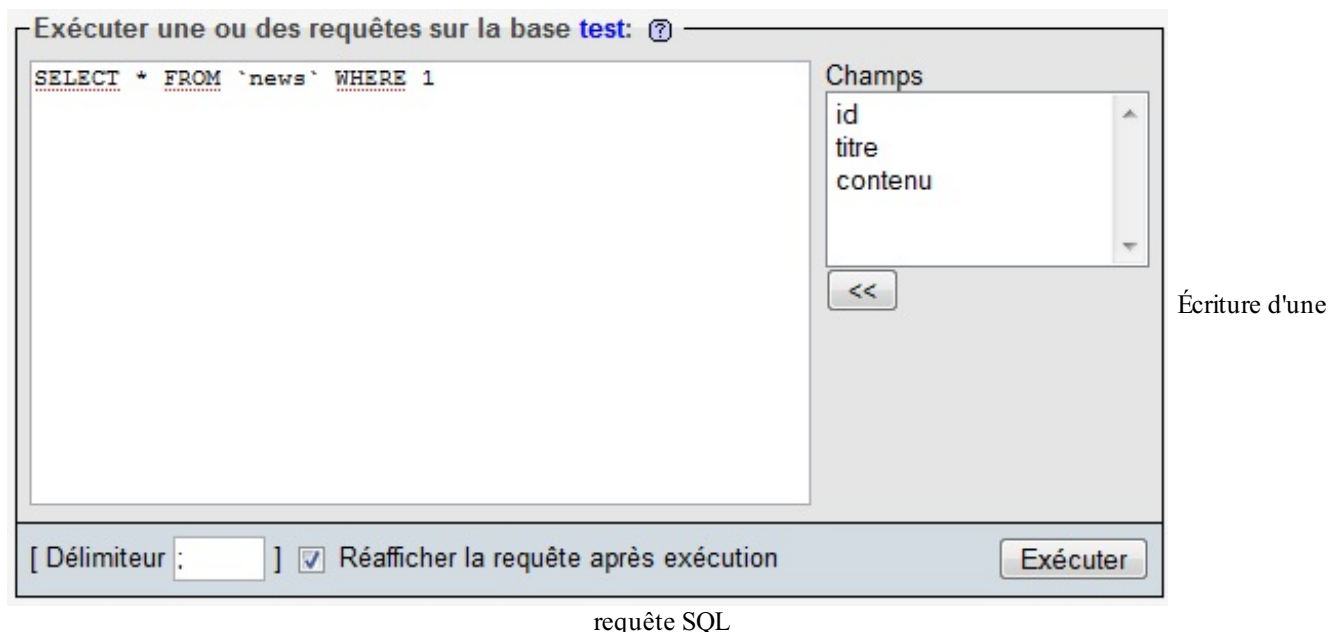 Exécuter une ou des requêtes sur la base test:
SELECT * FROM `news` WHERE 1
Champs
id
titre
contenu
<<
[ Délimiteur ; ] Réafficher la requête après exécution
Exécuter
Écriture d'une
requête SQL